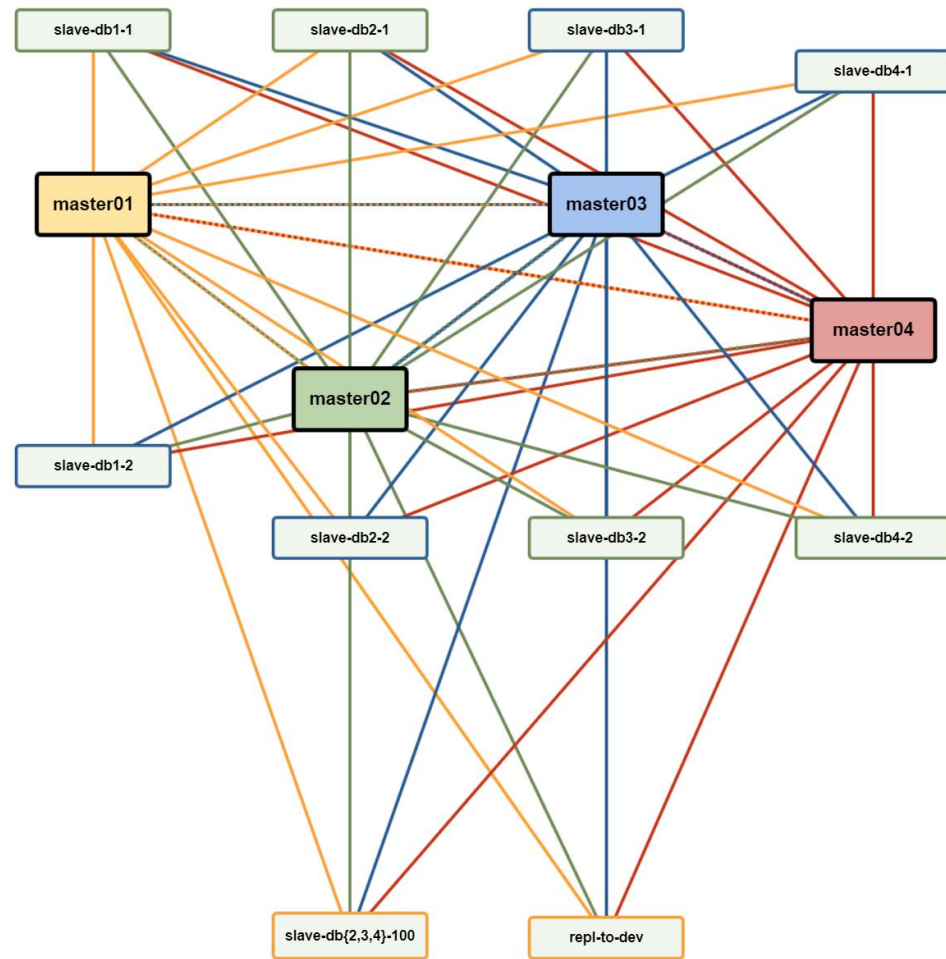 slave-db1-1
slave-db2-1
slave-db3-1
slave-db4-1
master01
master03
master04
master02
slave-db1-2
slave-db2-2
slave-db3-2
slave-db4-2
slave-db{2,3,4}-100
repl-to-dev